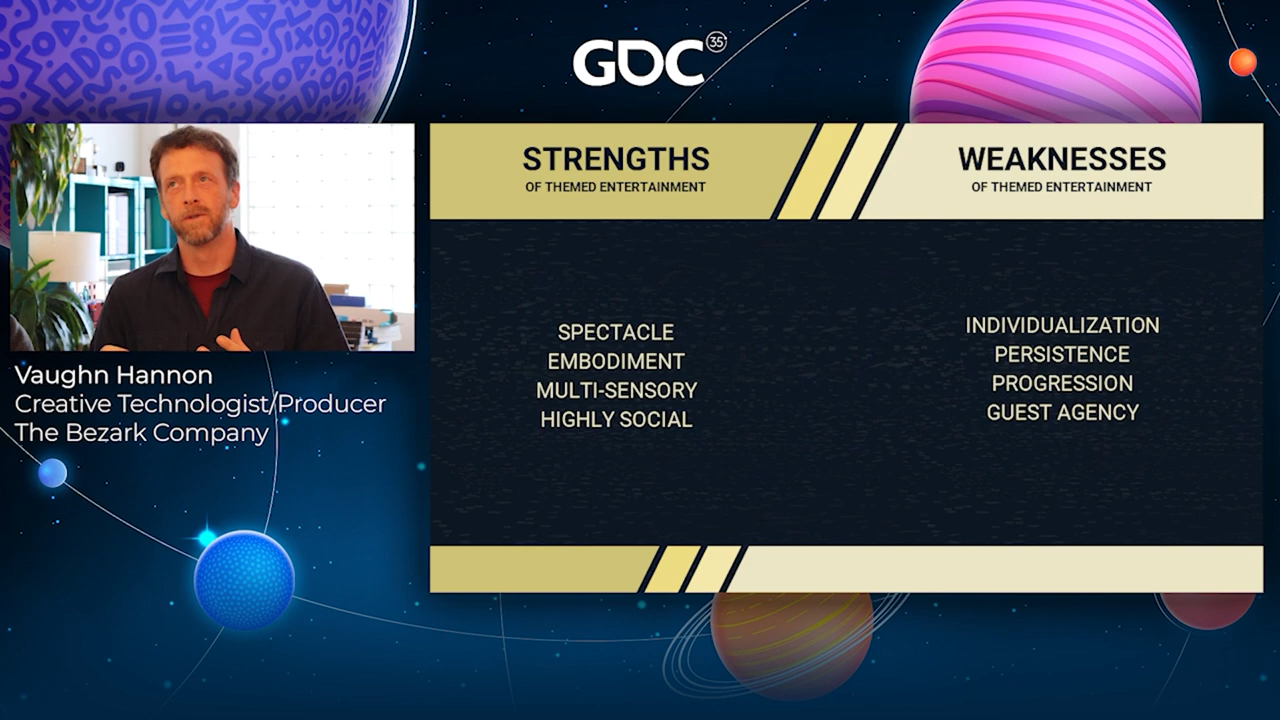 GDC 35
STRENGTHS
OF THEMED ENTERTAINMENT
WEAKNESSES
OF THEMED ENTERTAINMENT
SPECTACLE
EMBODIMENT
MULTI-SENSORY
HIGHLY SOCIAL
INDIVIDUALIZATION
PERSISTENCE
PROGRESSION
GUEST AGENCY
Vaughn Hannon
Creative Technologist/Producer
The Bezark Company